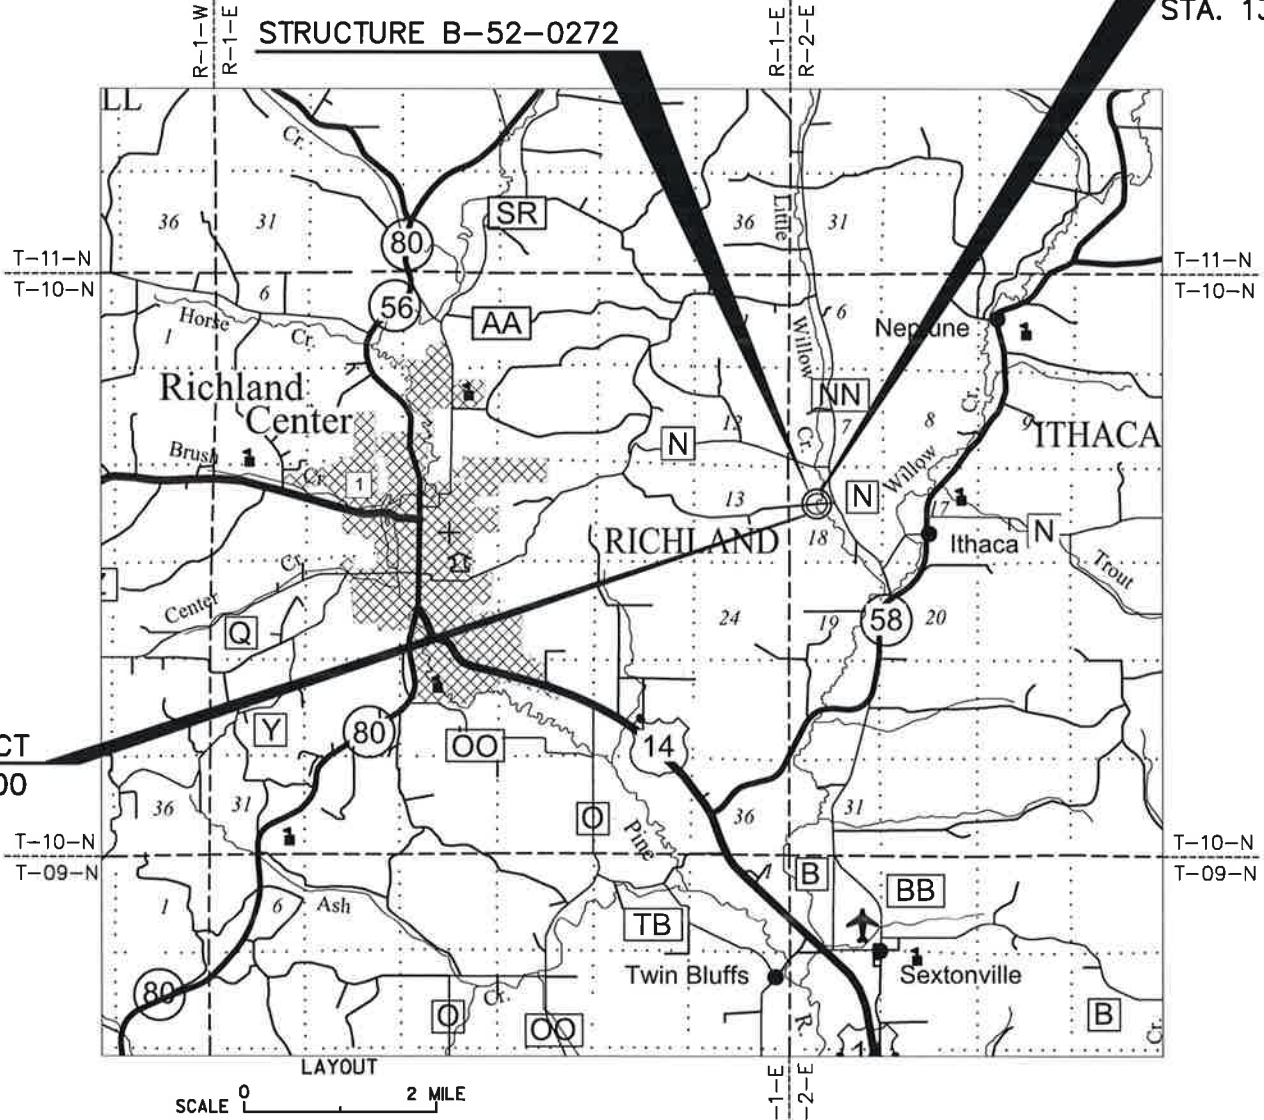 STRUCTURE B-52-0272
STA. 13
R-1-W
R-1-E
R-1-E
R-2-E
LL
Cr.
SR
36
31
80
Little
36
31
T-11-N
T-10-N
T-11-N
T-10-N
6
56
Horse
Cr.
1
AA
6
Neptune
Willow
Richland
Center
NN
Cr.
12
7
8
9
ITHACA
N
Cr
Brush
Cr.
1
Willow
13
N
17
RICHLAND
18
Ithaca
N
Cr.
Trout
Center
Q
24
19
58
20
Y
80
OO
14
CT
00
36
31
O
36
31
Pine
T-10-N
T-09-N
T-10-N
T-09-N
1
6
Ash
B
BB
TB
Twin Bluffs
Sextonville
80
Cr.
O
OO
R.
B
Cr.
LAYOUT
SCALE
0
2 MILE
-1-E
-2-E